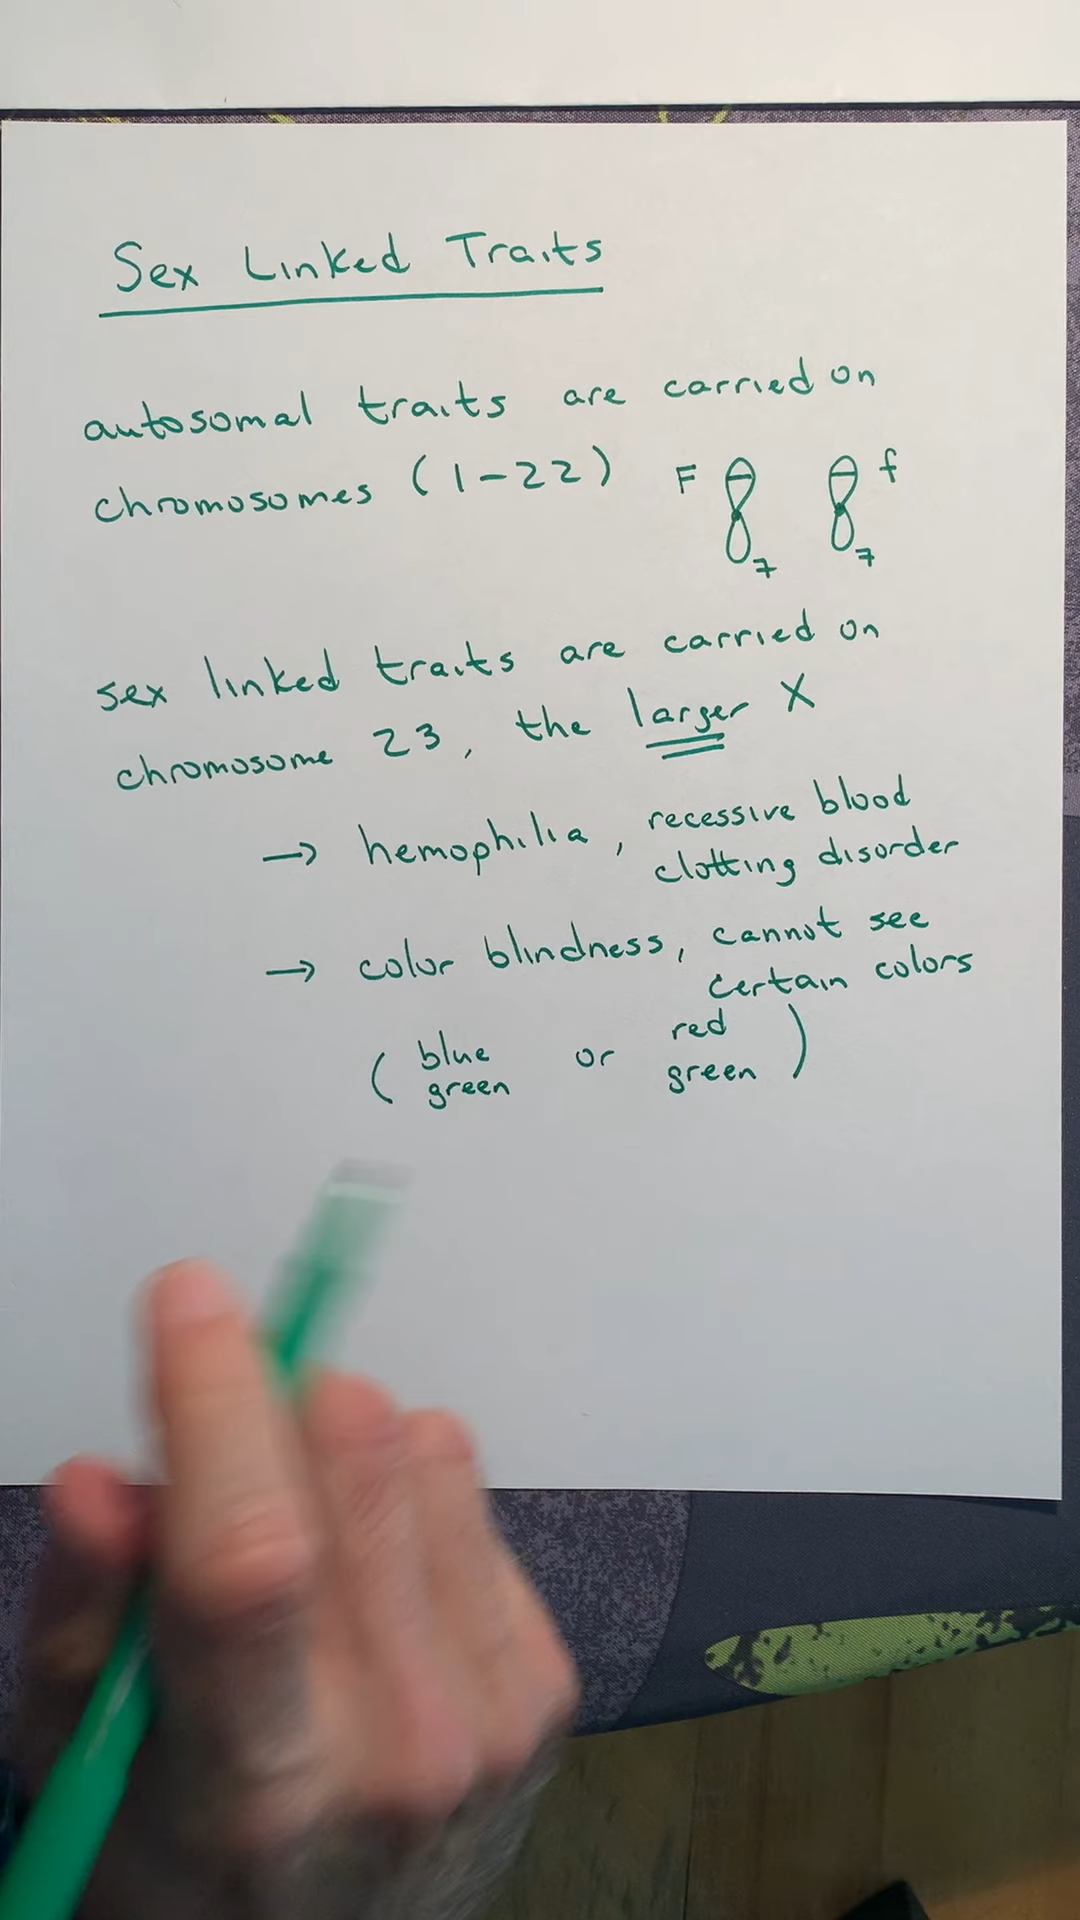 Sex Linked Traits
autosomal traits are carried on
chromosomes (1-22) F 7 f 7
sex linked traits are carried on
chromosome 23, the larger X
→ hemophilia, recessive blood
clotting disorder
→ color blindness, cannot see
certain colors
(blue green or red green)